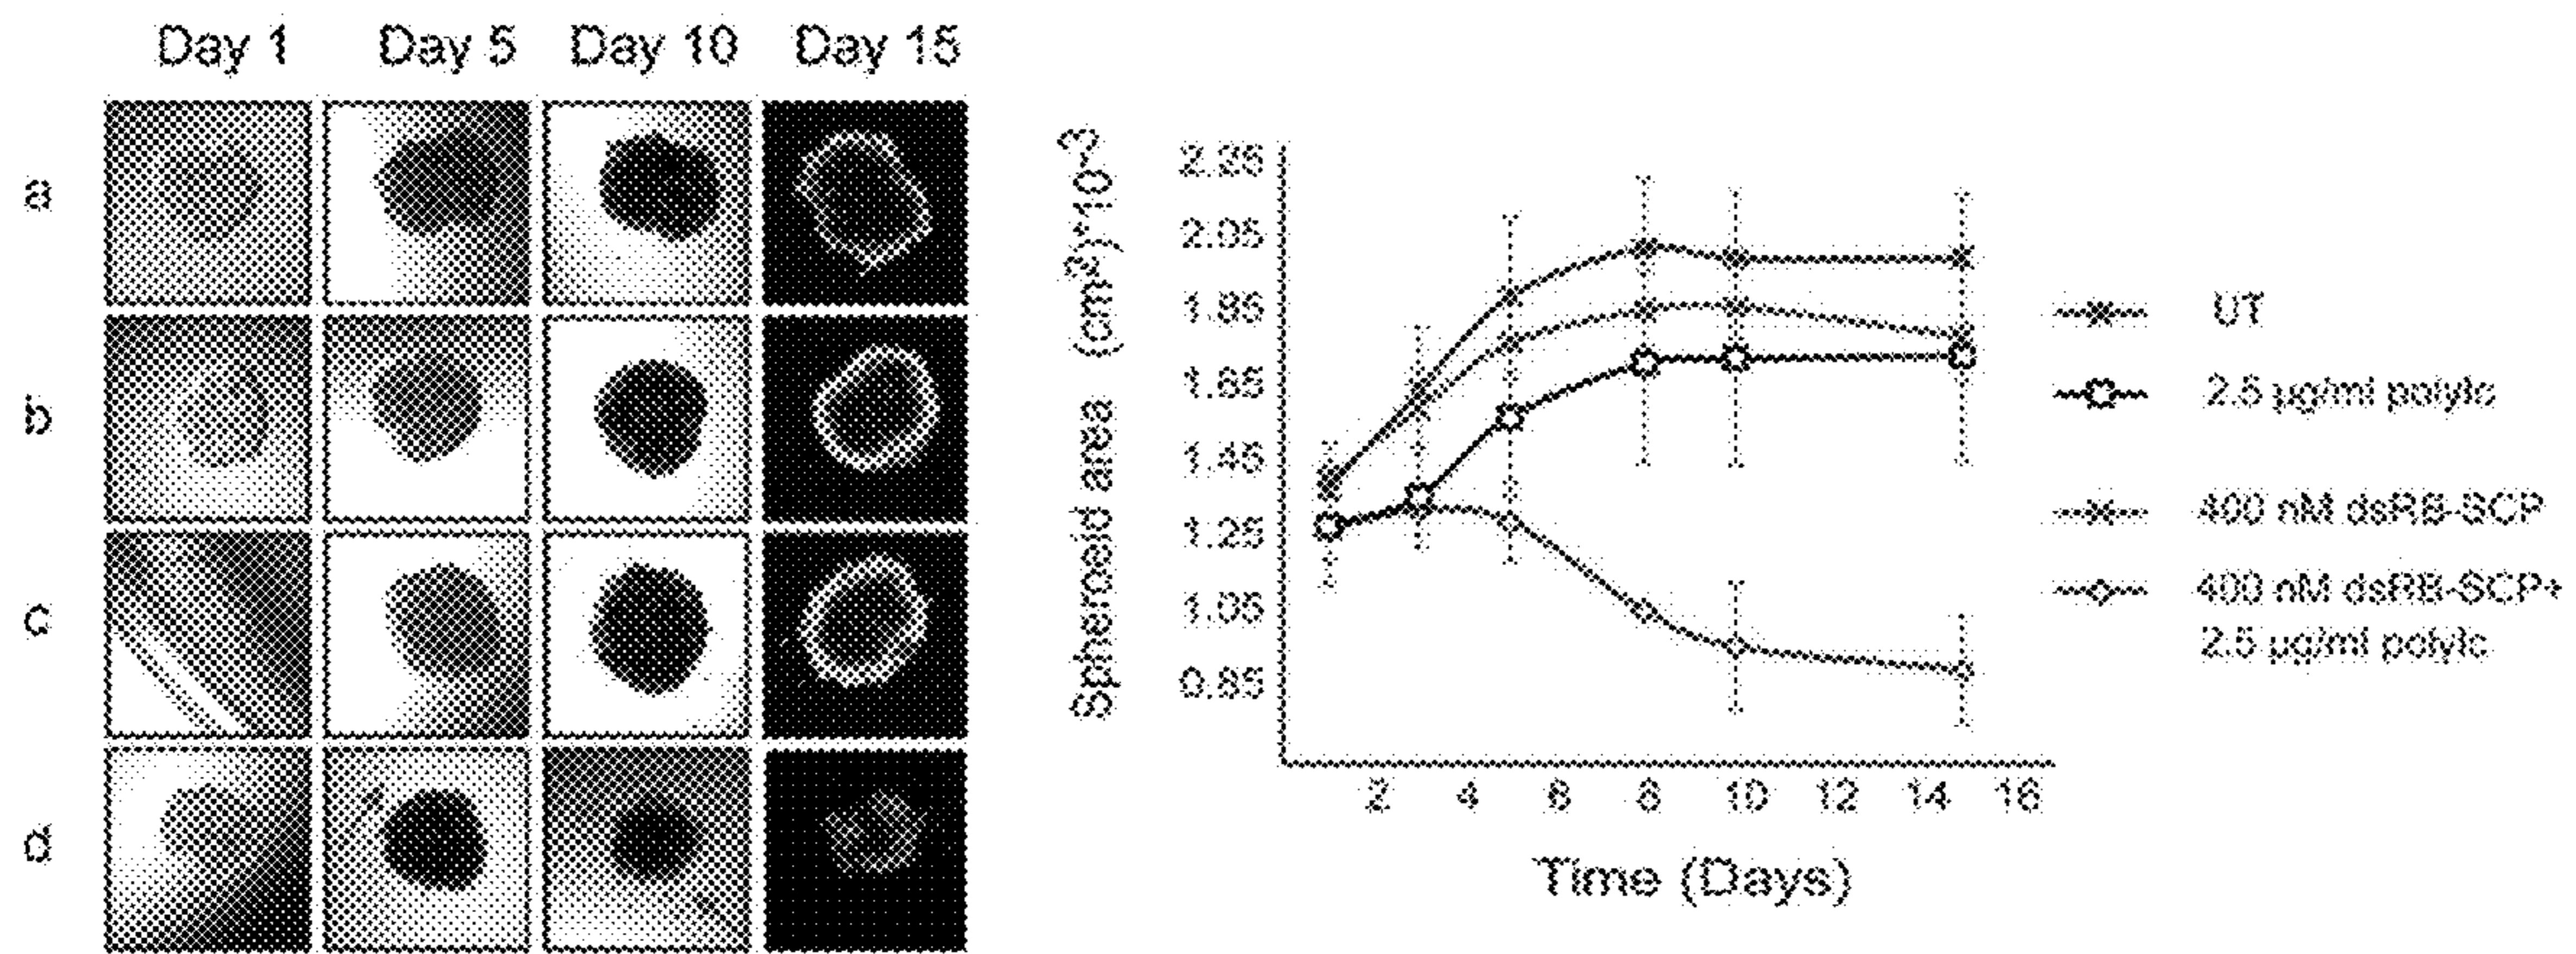 Day 1 Day 5 Day 10 Day 15
a
b
c
d
Spheroid area (cm²)*10^-3
2.25
2.05
1.85
1.65
1.45
1.25
1.05
0.85
2 4 6 8 10 12 14 16
Time (Days)
UT
2.5 µg/ml polyIc
400 nM dsRB-SCP
400 nM dsRB-SCP+
2.5 µg/ml polyIc